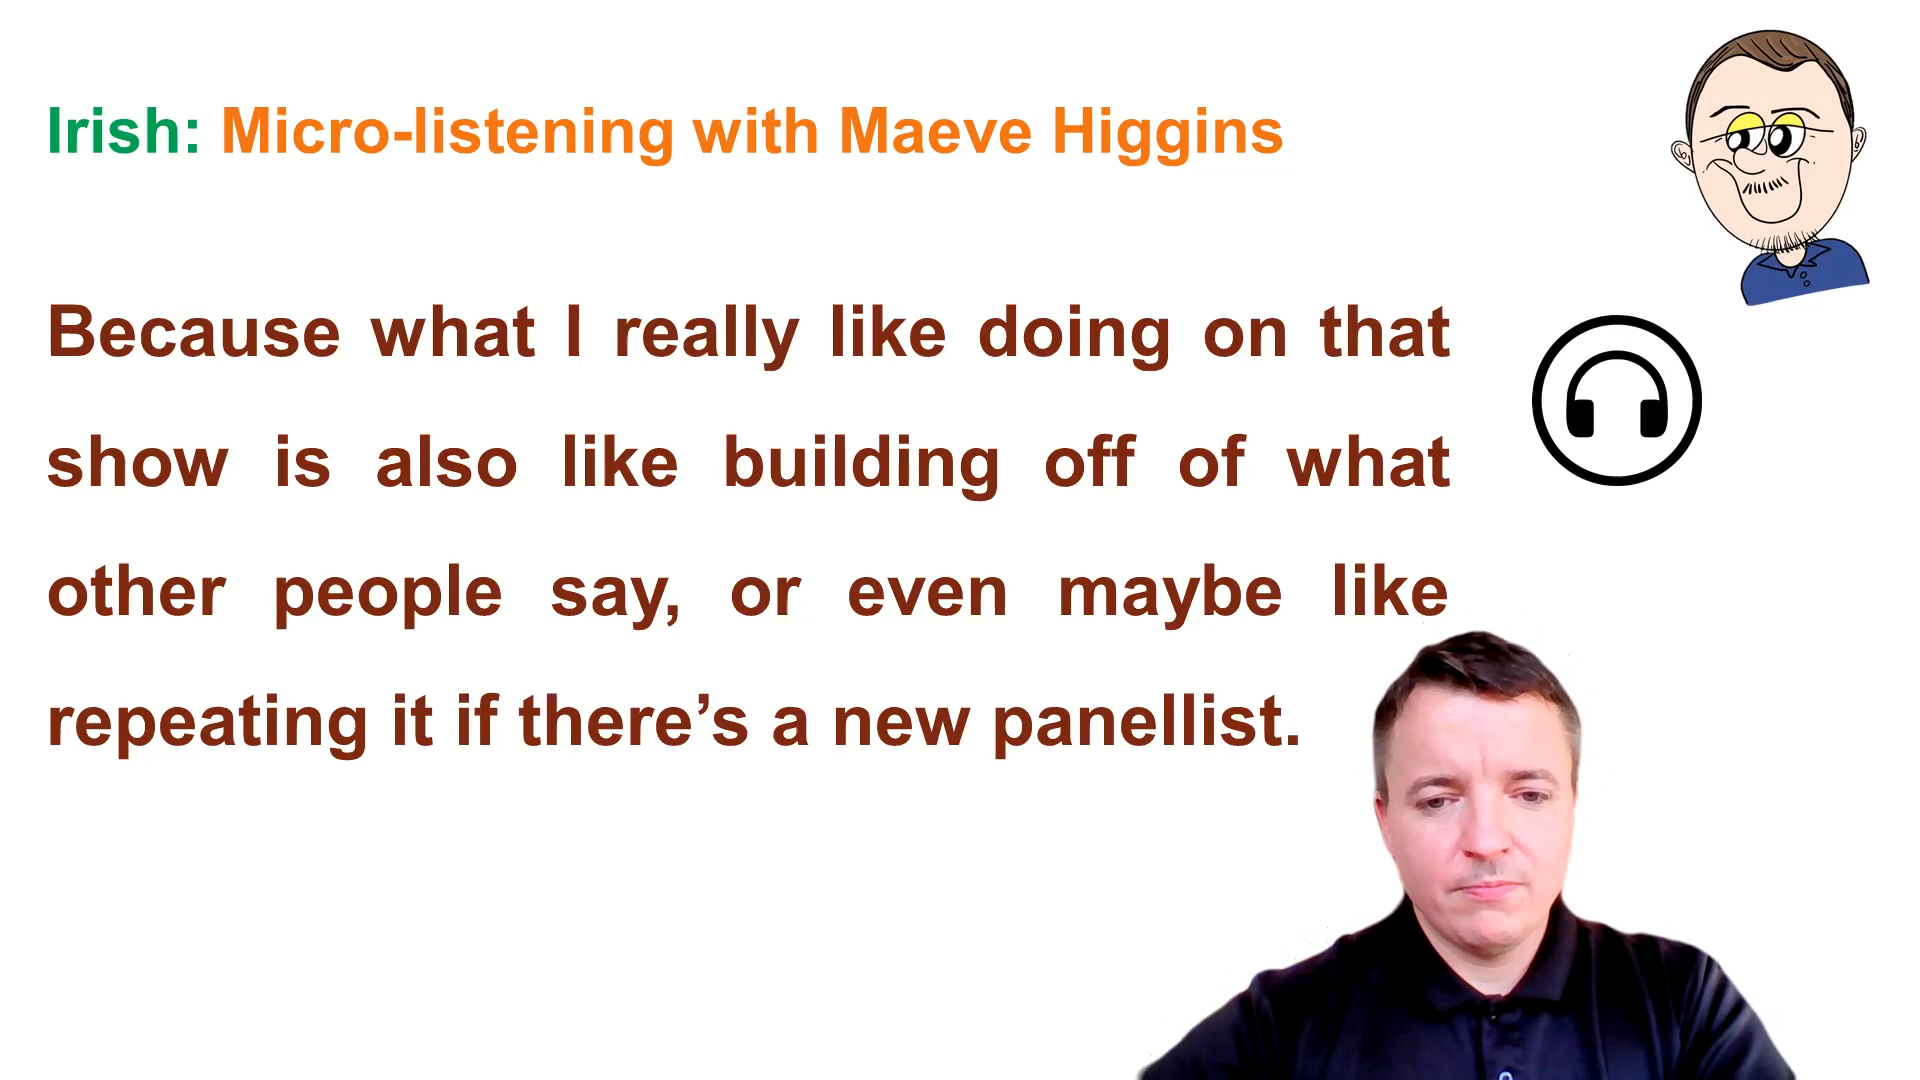 Irish: Micro-listening with Maeve Higgins
Because what I really like doing on that
show is also like building off of what
other people say, or even maybe like
repeating it if there’s a new panellist.